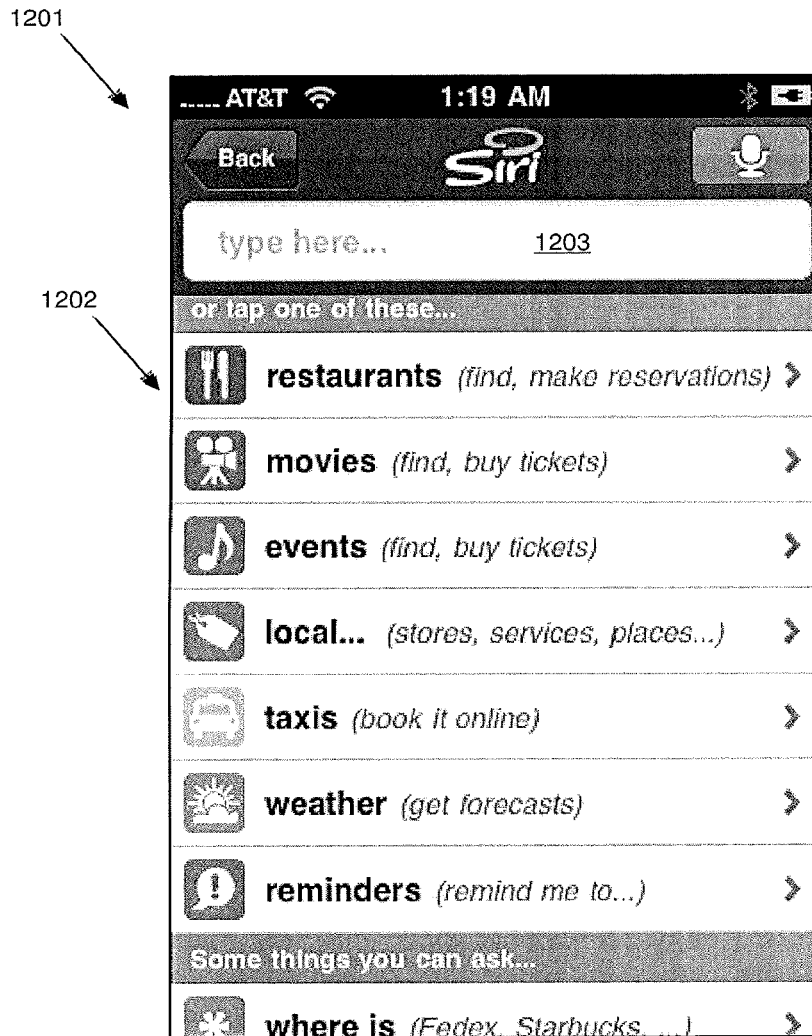 1201
..... AT&T 1:19 AM
Back Siri
type here... 1203
1202
or tap one of these...
restaurants (find, make reservations)
movies (find, buy tickets)
events (find, buy tickets)
local... (stores, services, places...)
taxis (book it online)
weather (get forecasts)
reminders (remind me to...)
Some things you can ask...
where is (Fedex, Starbucks, ...)